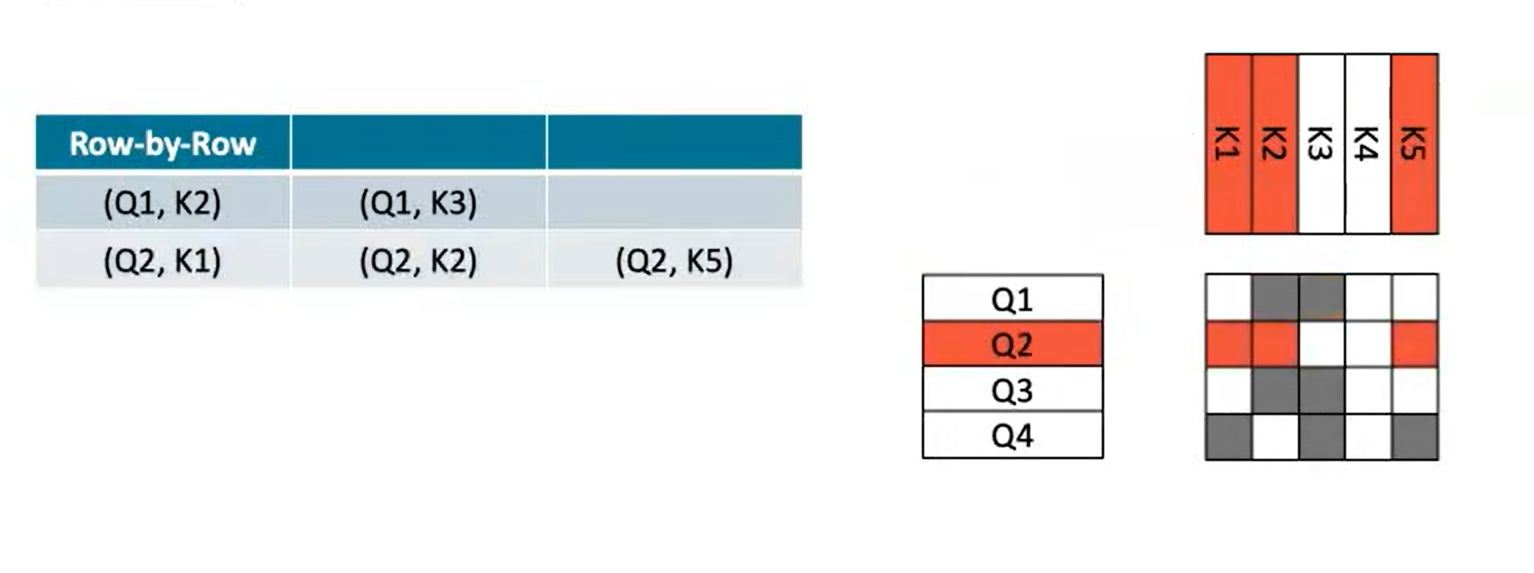 Row-by-Row
(Q1, K2) (Q1, K3)
(Q2, K1) (Q2, K2) (Q2, K5)
K1 K2 K3 K4 K5
Q1
Q2
Q3
Q4